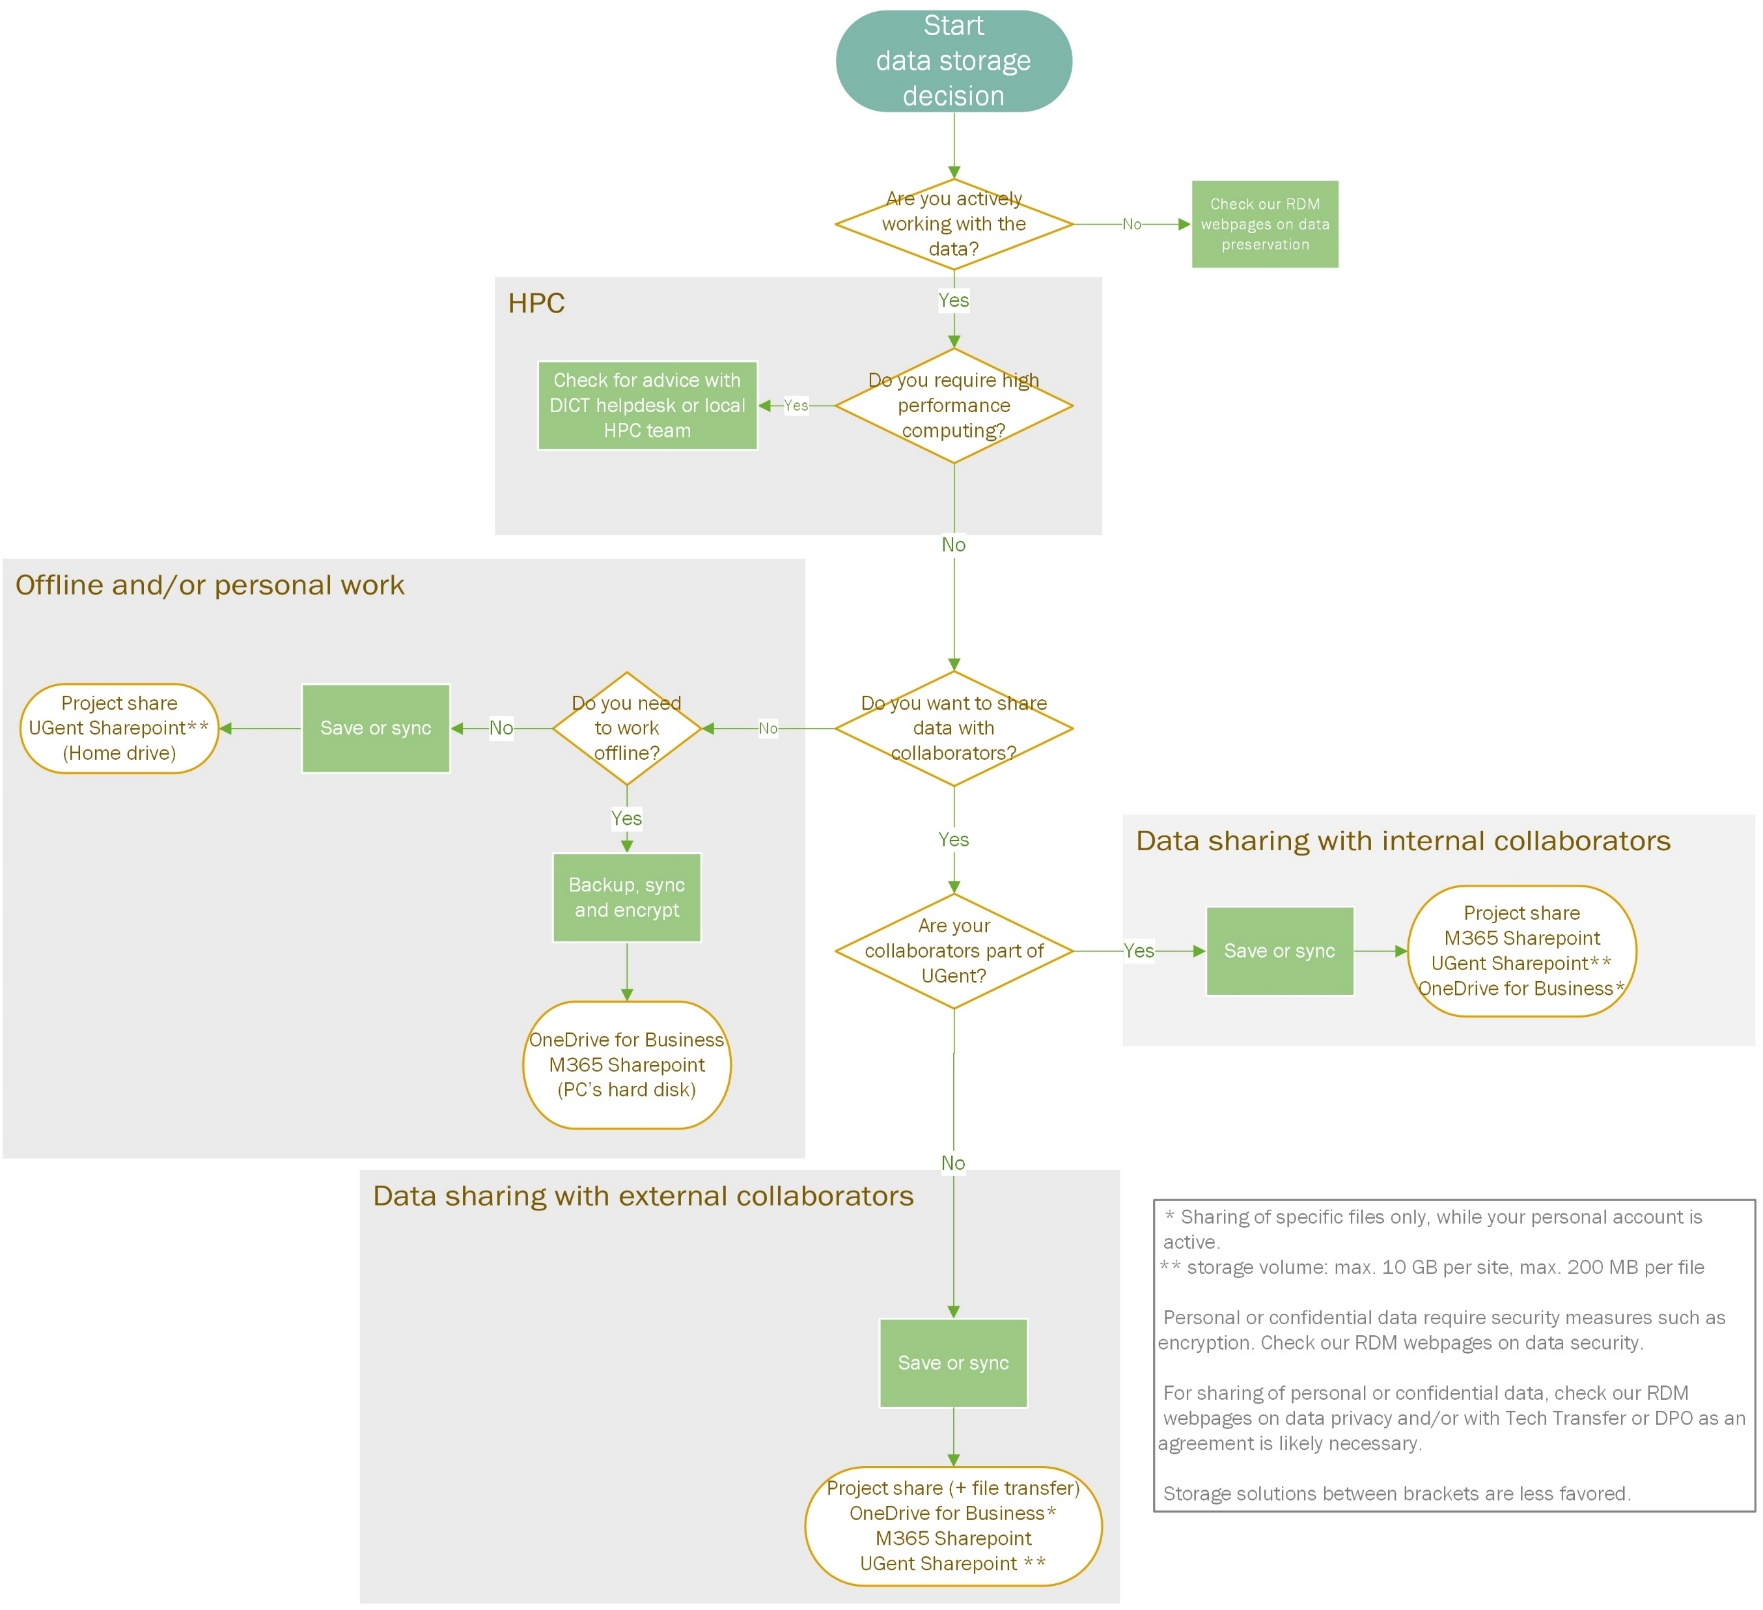 Start
data storage
decision
Are you actively
working with the
data?
No
Check our RDM
webpages on data
preservation
HPC
Yes
Check for advice with
DICT helpdesk or local
HPC team
Yes
Do you require high
performance
computing?
No
Offline and/or personal work
Project share
UGent Sharepoint**
(Home drive)
Save or sync
No
Do you need
to work
offline?
No
Do you want to share
data with
collaborators?
Yes
Backup, sync
and encrypt
OneDrive for Business
M365 Sharepoint
(PC's hard disk)
Yes
Are your
collaborators part of
UGent?
Data sharing with internal collaborators
Yes
Save or sync
Project share
M365 Sharepoint
UGent Sharepoint**
OneDrive for Business*
No
Data sharing with external collaborators
Save or sync
Project share (+ file transfer)
OneDrive for Business*
M365 Sharepoint
UGent Sharepoint **
* Sharing of specific files only, while your personal account is
active.
** storage volume: max. 10 GB per site, max. 200 MB per file
Personal or confidential data require security measures such as
encryption. Check our RDM webpages on data security.
For sharing of personal or confidential data, check our RDM
webpages on data privacy and/or with Tech Transfer or DPO as an
agreement is likely necessary.
Storage solutions between brackets are less favored.